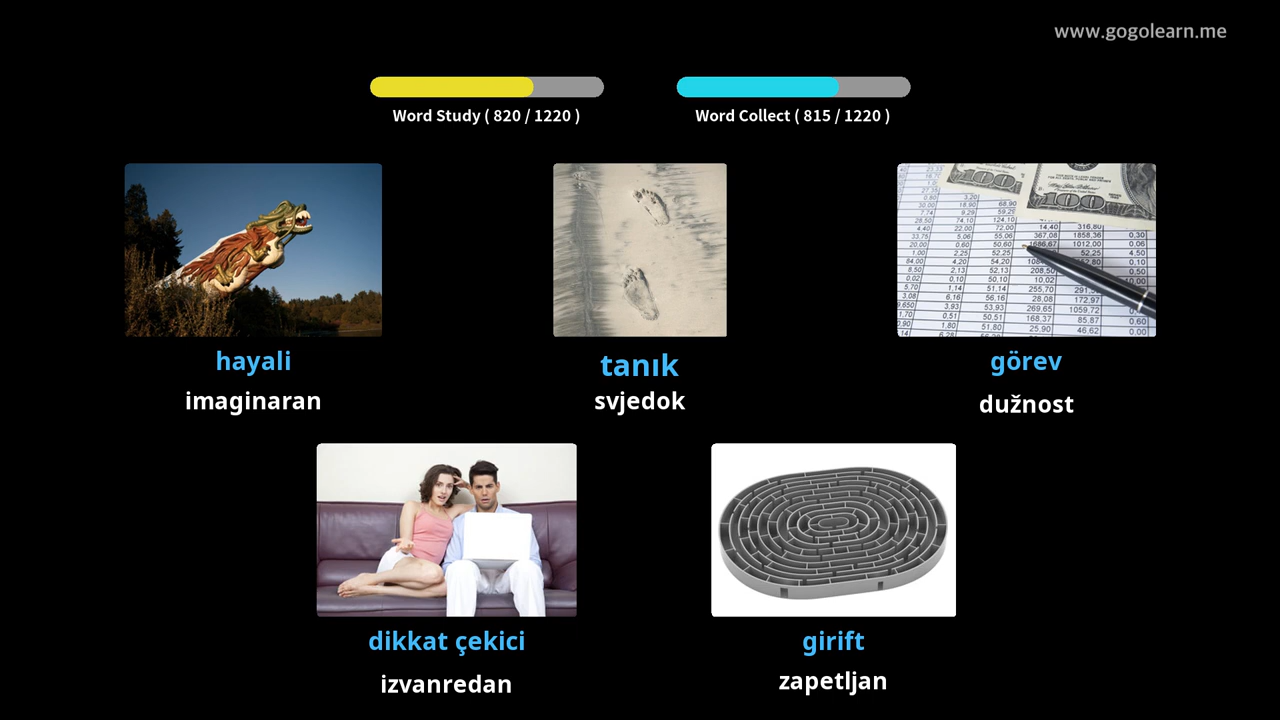 www.gogolearn.me
Word Study ( 820 / 1220 )
Word Collect ( 815 / 1220 )
hayali
imaginaran
tanık
svjedok
görev
dužnost
dikkat çekici
izvanredan
girift
zapetljan